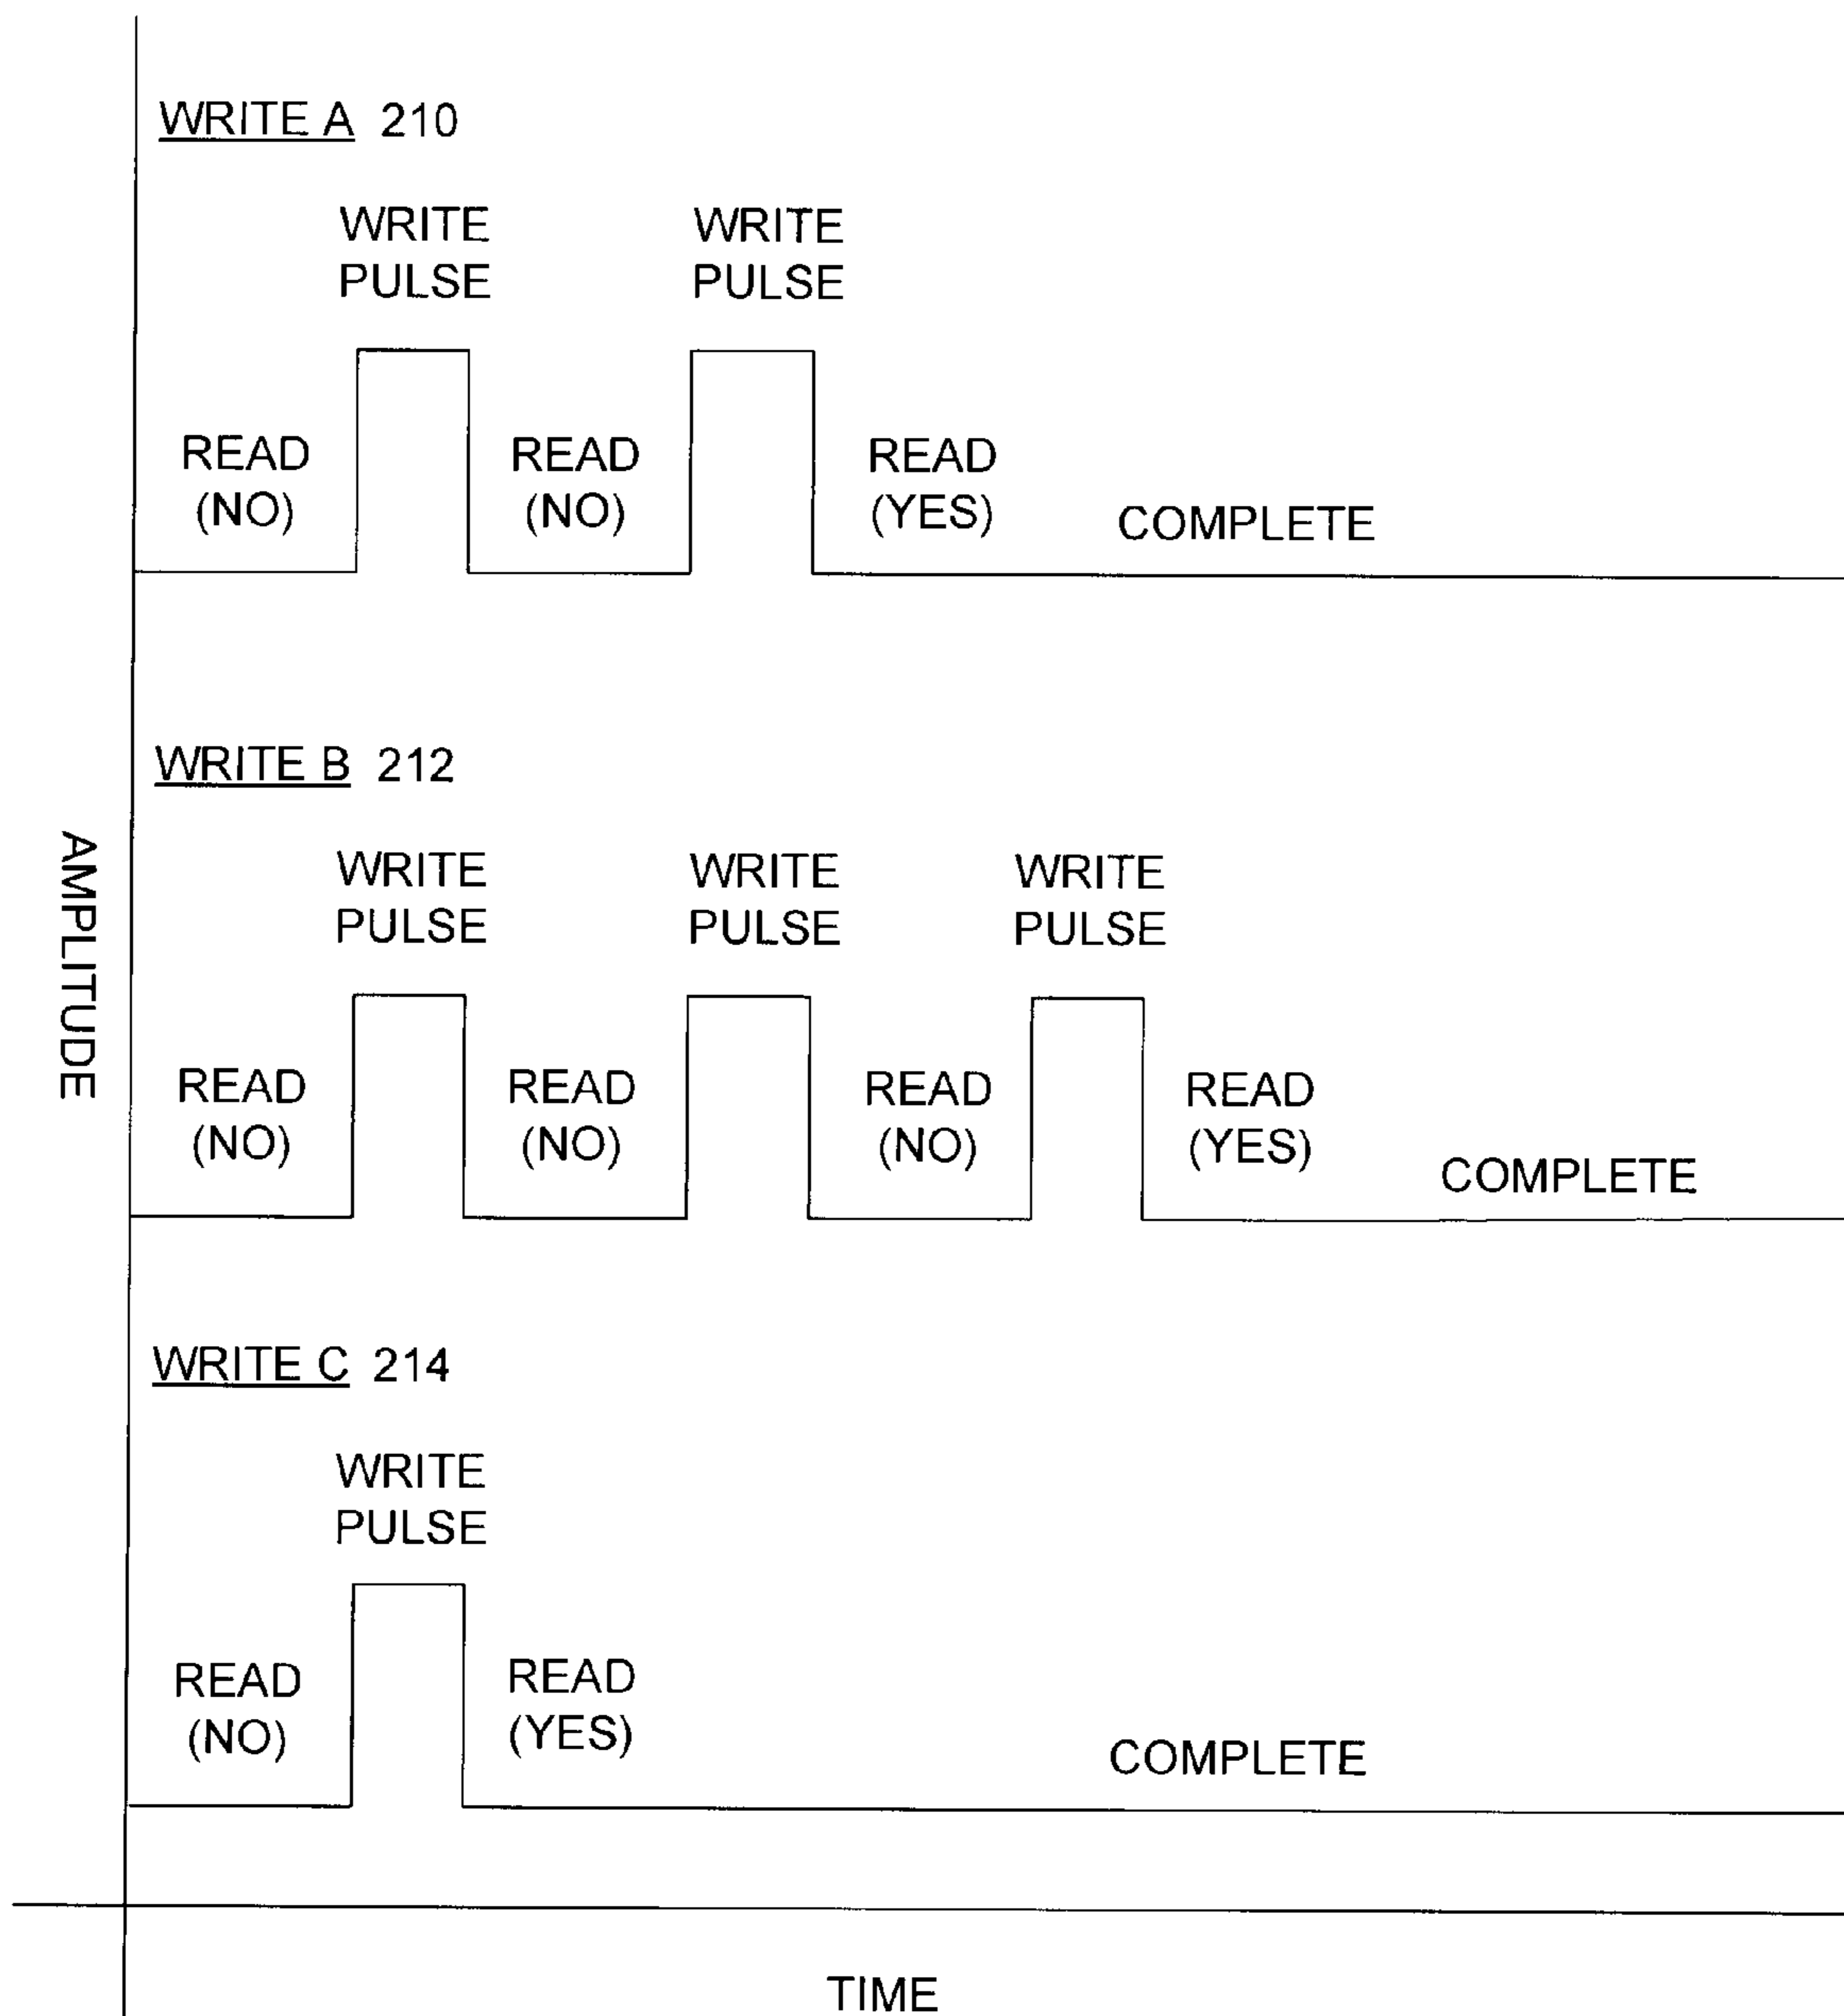 WRITE A 210
WRITE PULSE
WRITE PULSE
READ (NO)
READ (NO)
READ (YES)
COMPLETE
WRITE B 212
WRITE PULSE
WRITE PULSE
WRITE PULSE
READ (NO)
READ (NO)
READ (NO)
READ (YES)
COMPLETE
AMPLITUDE
WRITE C 214
WRITE PULSE
READ (NO)
READ (YES)
COMPLETE
TIME